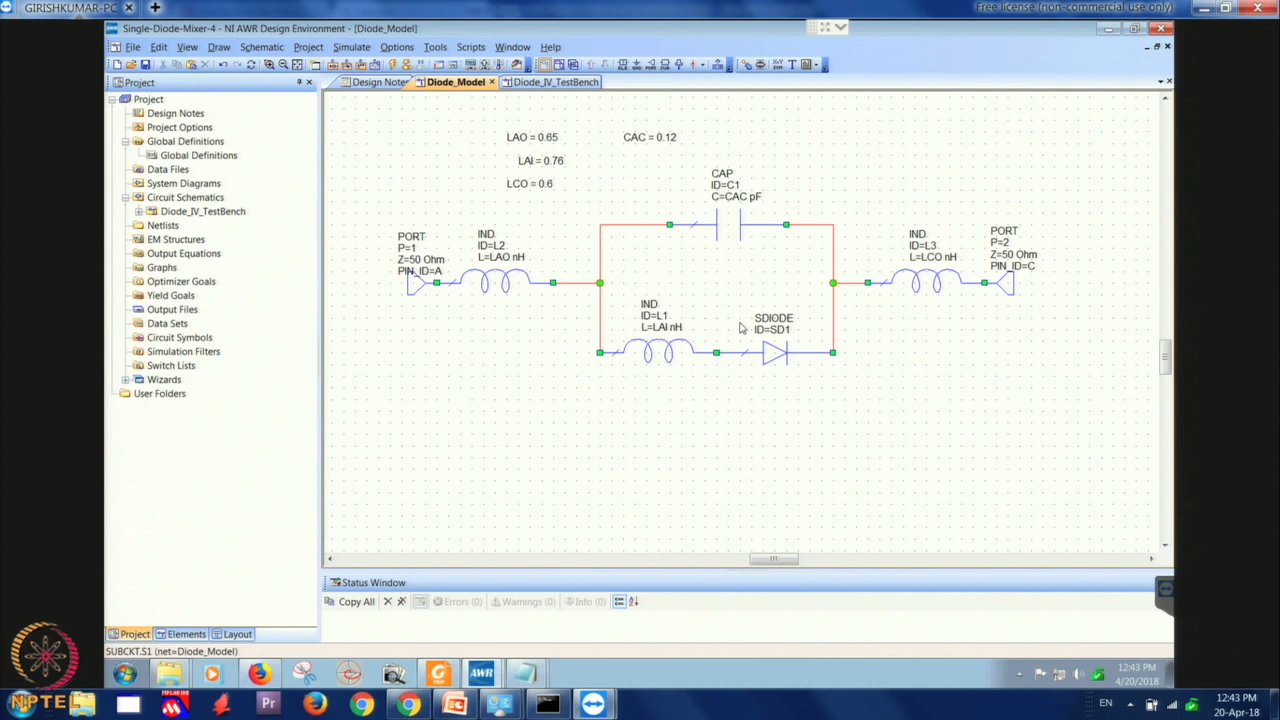 GIRISHKUMAR-PC
Free license (non-commercial use only)
Single-Diode-Mixer-4 - NI AWR Design Environment - [Diode_Model]
File Edit View Draw Schematic Project Simulate Options Tools Scripts Window Help
Project
Design Notes
Diode_Model
Diode_IV_TestBench
Project
Design Notes
Project Options
Global Definitions
Global Definitions
Data Files
System Diagrams
Circuit Schematics
Diode_IV_TestBench
Netlists
EM Structures
Output Equations
Graphs
Optimizer Goals
Yield Goals
Output Files
Data Sets
Circuit Symbols
Simulation Filters
Switch Lists
Wizards
User Folders
LAO = 0.65
CAC = 0.12
LAI = 0.76
LCO = 0.6
CAP
ID=C1
C=CAC pF
PORT
P=1
Z=50 Ohm
PIN_ID=A
IND
ID=L2
L=LAO nH
IND
ID=L3
L=LCO nH
PORT
P=2
Z=50 Ohm
PIN_ID=C
IND
ID=L1
L=LAI nH
SDIODE
ID=SD1
Status Window
Copy All
Errors (0)
Warnings (0)
Info (0)
Project Elements Layout
SUBCKT.S1 (net=Diode_Model)
PDF
AWR
12:43 PM
4/20/2018
NPTEL
Pr
EN
12:43 PM
20-Apr-18